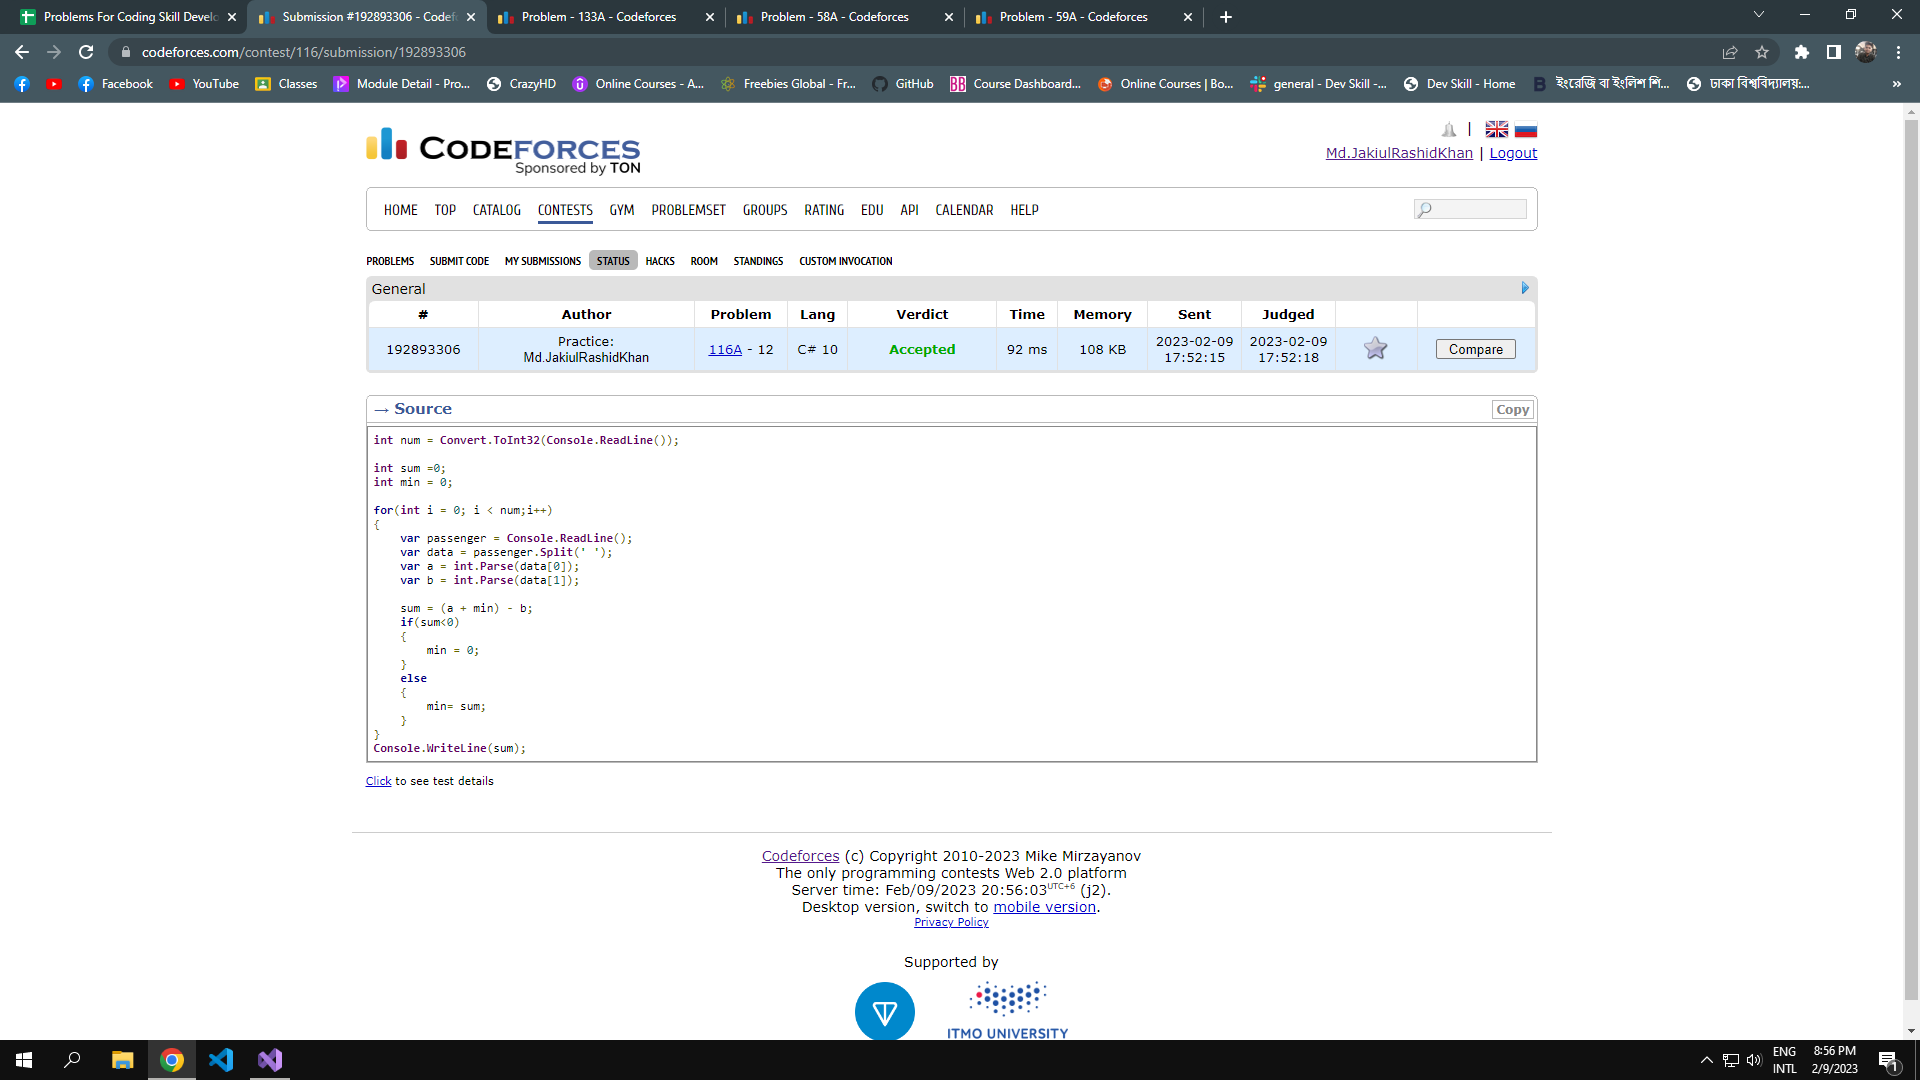 Problems For Coding Skill Develo
Submission #192893306 - Codef
Problem - 133A - Codeforces
Problem - 58A - Codeforces
Problem - 59A - Codeforces
codeforces.com/contest/116/submission/192893306
Facebook
YouTube
Classes
Module Detail - Pro...
CrazyHD
Online Courses - A...
Freebies Global - Fr...
GitHub
Course Dashboard...
Online Courses | Bo...
general - Dev Skill -...
Dev Skill - Home
ইংরেজি বা ইংলিশ শি...
ঢাকা বিশ্ববিদ্যালয়:...
»
CODEFORCES
Sponsored by TON
|
Md.JakiulRashidKhan | Logout
HOME TOP CATALOG CONTESTS GYM PROBLEMSET GROUPS RATING EDU API CALENDAR HELP
PROBLEMS SUBMIT CODE MY SUBMISSIONS STATUS HACKS ROOM STANDINGS CUSTOM INVOCATION
General
# Author Problem Lang Verdict Time Memory Sent Judged
192893306 Practice: Md.JakiulRashidKhan 116A - 12 C# 10 Accepted 92 ms 108 KB 2023-02-09 17:52:15 2023-02-09 17:52:18 Compare
→ Source
Copy
int num = Convert.ToInt32(Console.ReadLine());
int sum =0;
int min = 0;
for(int i = 0; i < num;i++)
{
var passenger = Console.ReadLine();
var data = passenger.Split(' ');
var a = int.Parse(data[0]);
var b = int.Parse(data[1]);
sum = (a + min) - b;
if(sum<0)
{
min = 0;
}
else
{
min= sum;
}
}
Console.WriteLine(sum);
Click to see test details
Codeforces (c) Copyright 2010-2023 Mike Mirzayanov
The only programming contests Web 2.0 platform
Server time: Feb/09/2023 20:56:03UTC+6 (j2).
Desktop version, switch to mobile version.
Privacy Policy
Supported by
ITMO UNIVERSITY
ENG
INTL
8:56 PM
2/9/2023
1